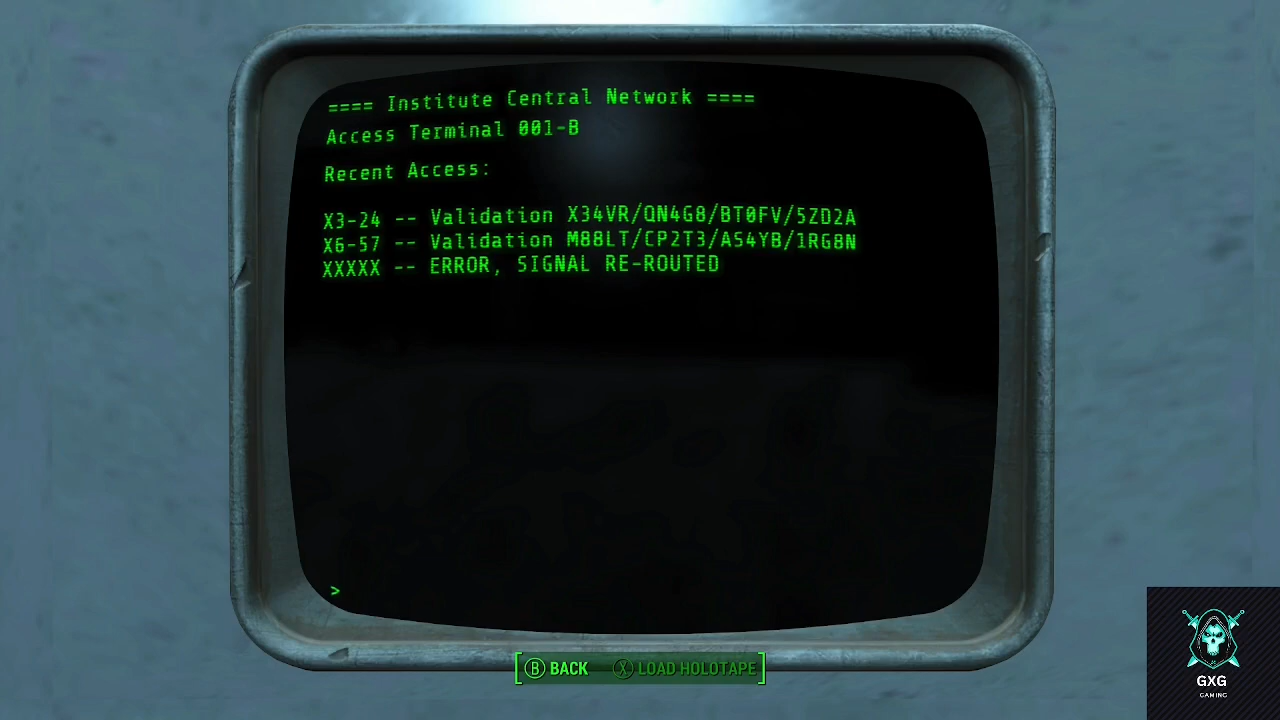 ==== Institute Central Network ====
Access Terminal 001-B
Recent Access:
X3-24 -- Validation X34VR/QN4G8/BT0FV/5ZD2A
X6-57 -- Validation M88LT/CP2T3/AS4YB/1RG8N
XXXXX -- ERROR, SIGNAL RE-ROUTED
>
B BACK X LOAD HOLOTAPE
GXG
GAMING